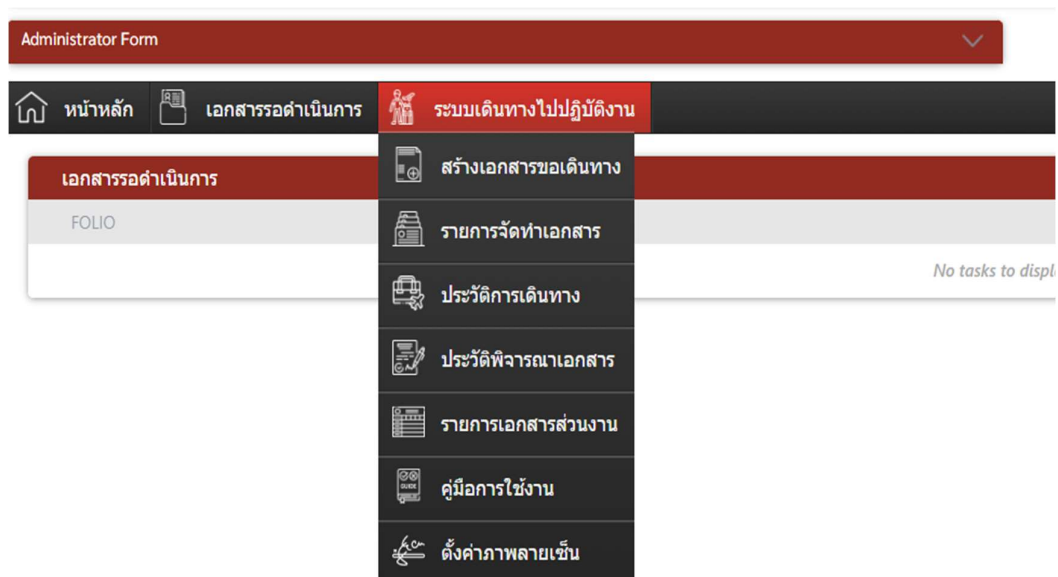 Administrator Form
หน้าหลัก เอกสารรอดำเนินการ ระบบเดินทางไปปฏิบัติงาน
สร้างเอกสารขอเดินทาง
เอกสารรอดำเนินการ
FOLIO
รายการจัดทำเอกสาร
No tasks to displ
ประวัติการเดินทาง
ประวัติพิจารณาเอกสาร
รายการเอกสารส่วนงาน
GUIDE
คู่มือการใช้งาน
ตั้งค่าภาพลายเซ็น